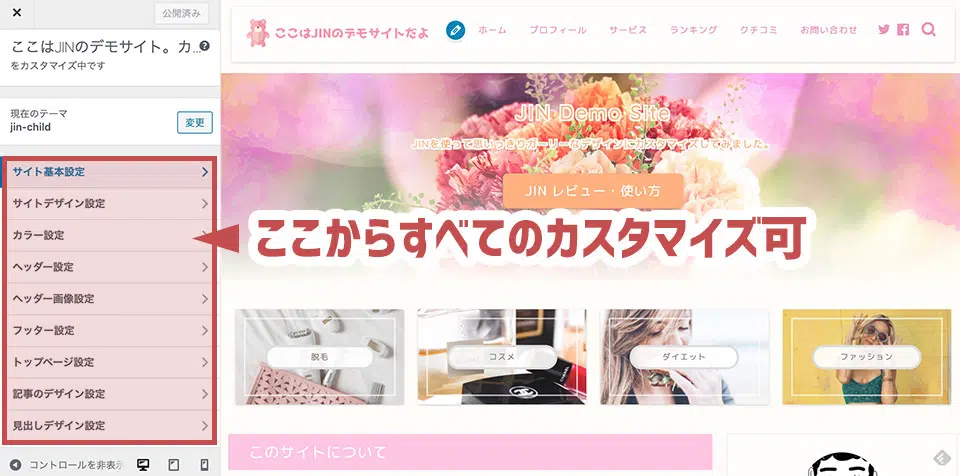 公開済み
ここはJINのデモサイト。カ...
をカスタマイズ中です
現在のテーマ
jin-child
変更
サイト基本設定
サイトデザイン設定
カラー設定
ヘッダー設定
ヘッダー画像設定
フッター設定
トップページ設定
記事のデザイン設定
見出しデザイン設定
コントロールを非表示
ここはJINのデモサイトだよ
ホーム
プロフィール
サービス
ランキング
クチコミ
お問い合わせ
JIN Demo Site
JINを使って思いっきりガーリーなデザインにカスタマイズしてみました。
JIN レビュー・使い方
ここからすべてのカスタマイズ可
脱毛
コスメ
ダイエット
ファッション
このサイトについて